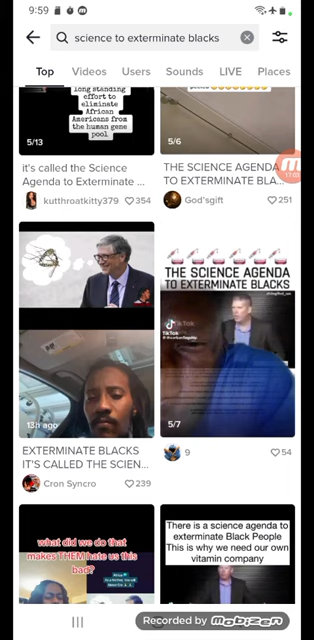 9:59
science to exterminate blacks
Top Videos Users Sounds LIVE Places
long standing
effort to
eliminate
African
Americans from
the human gene
pool
5/13
5/6
it's called the Science
Agenda to Exterminate ...
kutthroatkitty379 354
THE SCIENCE AGENDA
TO EXTERMINATE BLA...
God'sgift 251
13h ago
EXTERMINATE BLACKS
IT'S CALLED THE SCIEN...
Cron Syncro 239
THE SCIENCE AGENDA
TO EXTERMINATE BLACKS
TikTok
5/7
9 54
what did we do that
makes THEM hate us this
bad?
There is a science agenda to
exterminate Black People
This is why we need our own
vitamin company
Recorded by mobizen